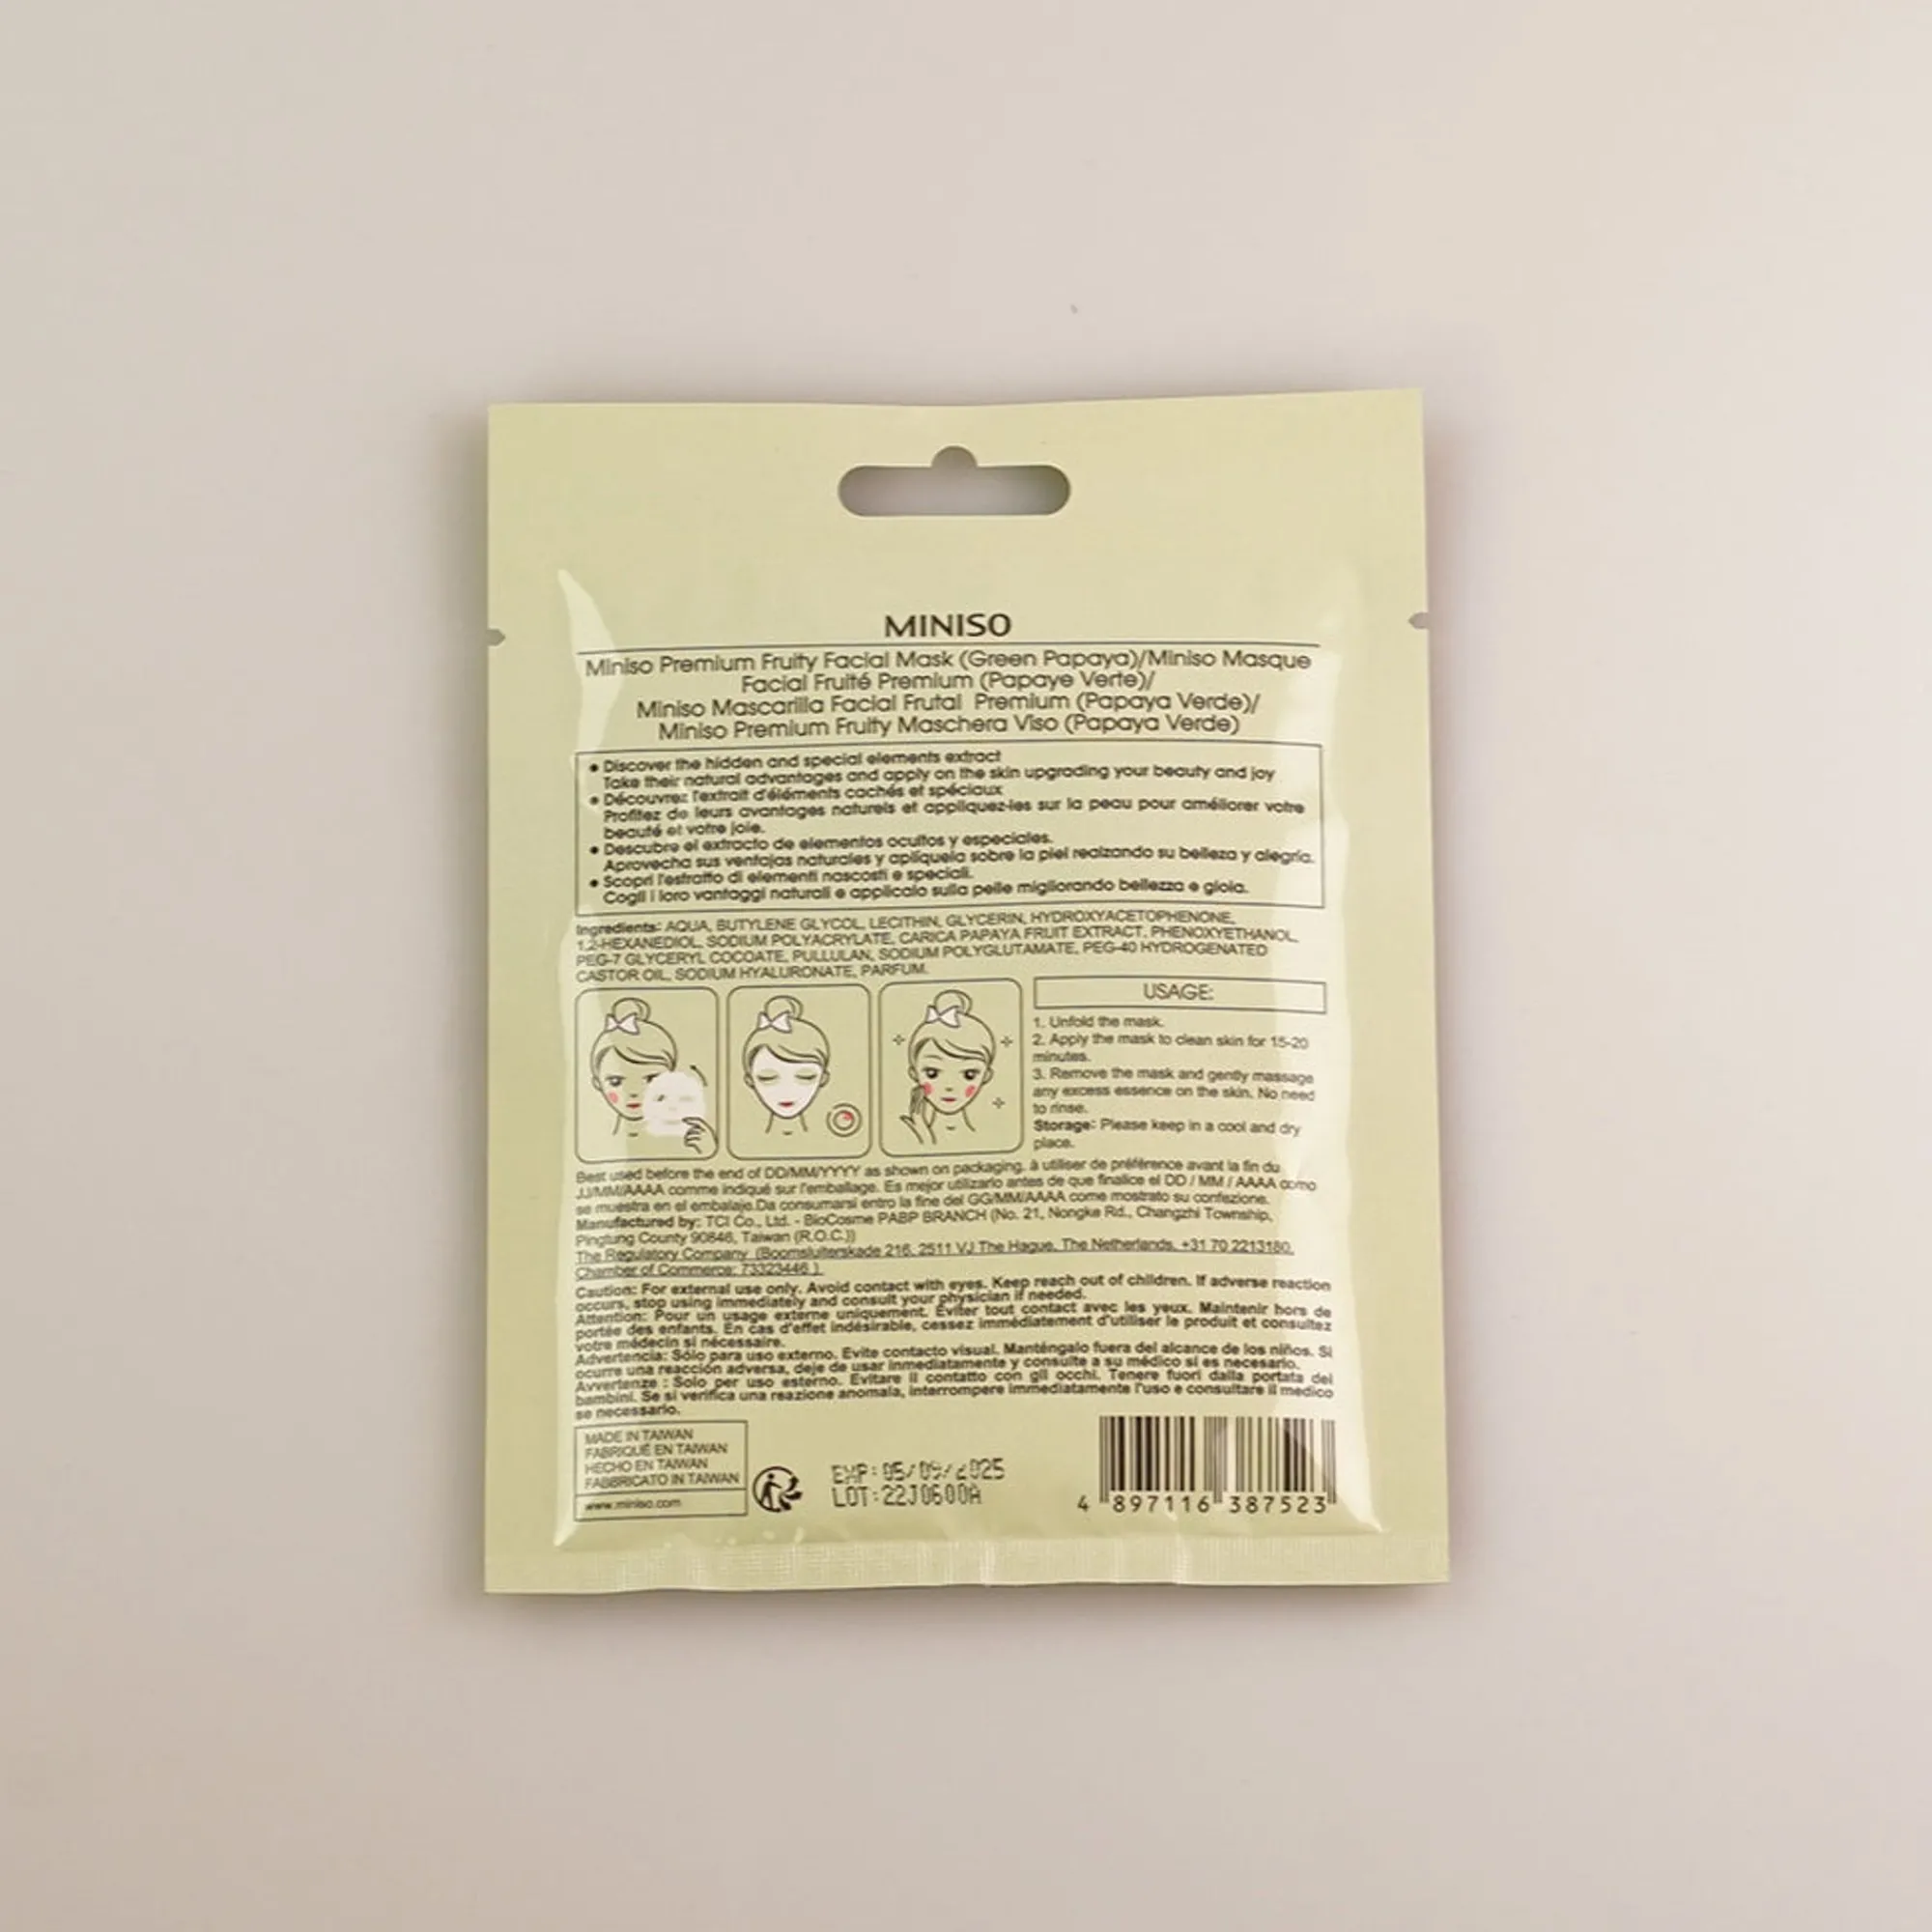 MINISO
Miniso Premium Fruity Facial Mask (Green Papaya)/Miniso Masque
Facial Fruité Premium (Papaye Verte)/
Miniso Mascarilla Facial Frutal Premium (Papaya Verde)/
Miniso Premium Fruity Maschera Viso (Papaya Verde)
• Discover the hidden and special elements extract
Take their natural advantages and apply on the skin upgrading your beauty and joy
• Découvrez l'extrait d'éléments cachés et spéciaux
Profitez de leurs avantages naturels et appliquez-les sur la peau pour améliorer votre
beauté et votre joie.
• Descubre el extracto de elementos ocultos y especiales.
Aprovecha sus ventajas naturales y aplíquela sobre la piel realzando su belleza y alegría.
• Scopri l'estratto di elementi nascosti e speciali.
Cogli i loro vantaggi naturali e applicalo sulla pelle migliorando bellezza e gioia.
Ingredients: AQUA, BUTYLENE GLYCOL, LECITHIN, GLYCERIN, HYDROXYACETOPHENONE,
1,2-HEXANEDIOL, SODIUM POLYACRYLATE, CARICA PAPAYA FRUIT EXTRACT, PHENOXYETHANOL,
PEG-7 GLYCERYL COCOATE, PULLULAN, SODIUM POLYGLUTAMATE, PEG-40 HYDROGENATED
CASTOR OIL, SODIUM HYALURONATE, PARFUM.
USAGE:
1. Unfold the mask.
2. Apply the mask to clean skin for 15-20
minutes.
3. Remove the mask and gently massage
any excess essence on the skin. No need
to rinse.
Storage: Please keep in a cool and dry
place.
Best used before the end of DD/MM/YYYY as shown on packaging. à utiliser de préférence avant la fin du
JJ/MM/AAAA comme indiqué sur l'emballage. Es mejor utilizarlo antes de que finalice el DD / MM / AAAA como
se muestra en el embalaje.Da consumarsi entro la fine del GG/MM/AAAA come mostrato su confezione.
Manufactured by: TCI Co., Ltd. - BioCosme PABP BRANCH (No. 21, Nongke Rd., Changzhi Township,
Pingtung County 90846, Taiwan (R.O.C.))
The Regulatory Company (Boomsluiterskade 216, 2511 VJ The Hague, The Netherlands, +31 70 2213180,
Chamber of Commerce: 73323446 )
Caution: For external use only. Avoid contact with eyes. Keep reach out of children. If adverse reaction
occurs, stop using immediately and consult your physician if needed.
Attention: Pour un usage externe uniquement. Éviter tout contact avec les yeux. Maintenir hors de
portée des enfants. En cas d'effet indésirable, cessez immédiatement d'utiliser le produit et consultez
votre médecin si nécessaire.
Advertencia: Sólo para uso externo. Evite contacto visual. Manténgalo fuera del alcance de los niños. Si
ocurre una reacción adversa, deje de usar inmediatamente y consulte a su médico si es necesario.
Avvertenze : Solo per uso esterno. Evitare il contatto con gli occhi. Tenere fuori dalla portata dei
bambini. Se si verifica una reazione anomala, interrompere immediatamente l'uso e consultare il medico
se necessario.
MADE IN TAIWAN
FABRIQUÉ EN TAIWAN
HECHO EN TAIWAN
FABBRICATO IN TAIWAN
www.miniso.com
EXP: 05/09/2025
LOT:22J0600A
4 897116 387523